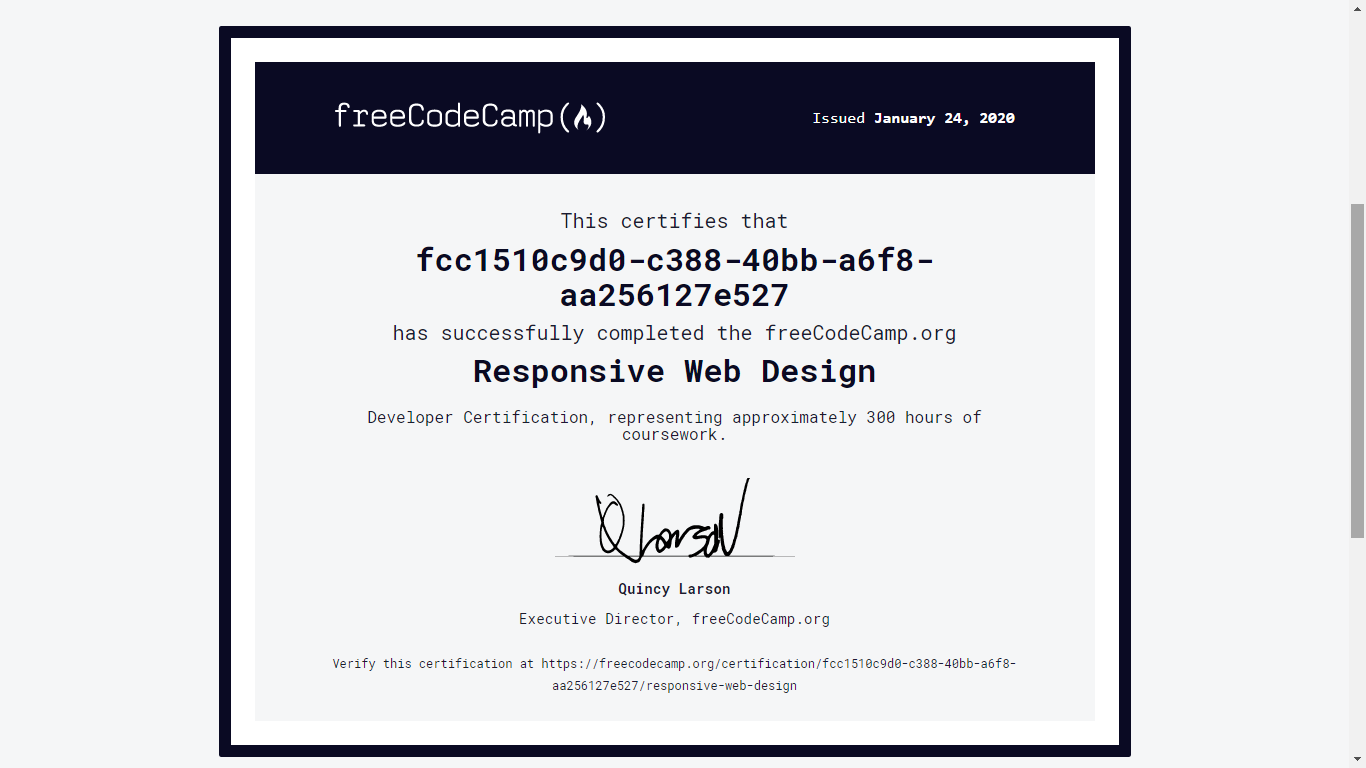 freeCodeCamp(🔥)
Issued January 24, 2020
This certifies that
fcc1510c9d0-c388-40bb-a6f8-
aa256127e527
has successfully completed the freeCodeCamp.org
Responsive Web Design
Developer Certification, representing approximately 300 hours of
coursework.
QLarson
Quincy Larson
Executive Director, freeCodeCamp.org
Verify this certification at https://freecodecamp.org/certification/fcc1510c9d0-c388-40bb-a6f8-
aa256127e527/responsive-web-design